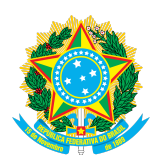 REPÚBLICA FEDERATIVA DO BRASIL
15 de Novembro
de 1889